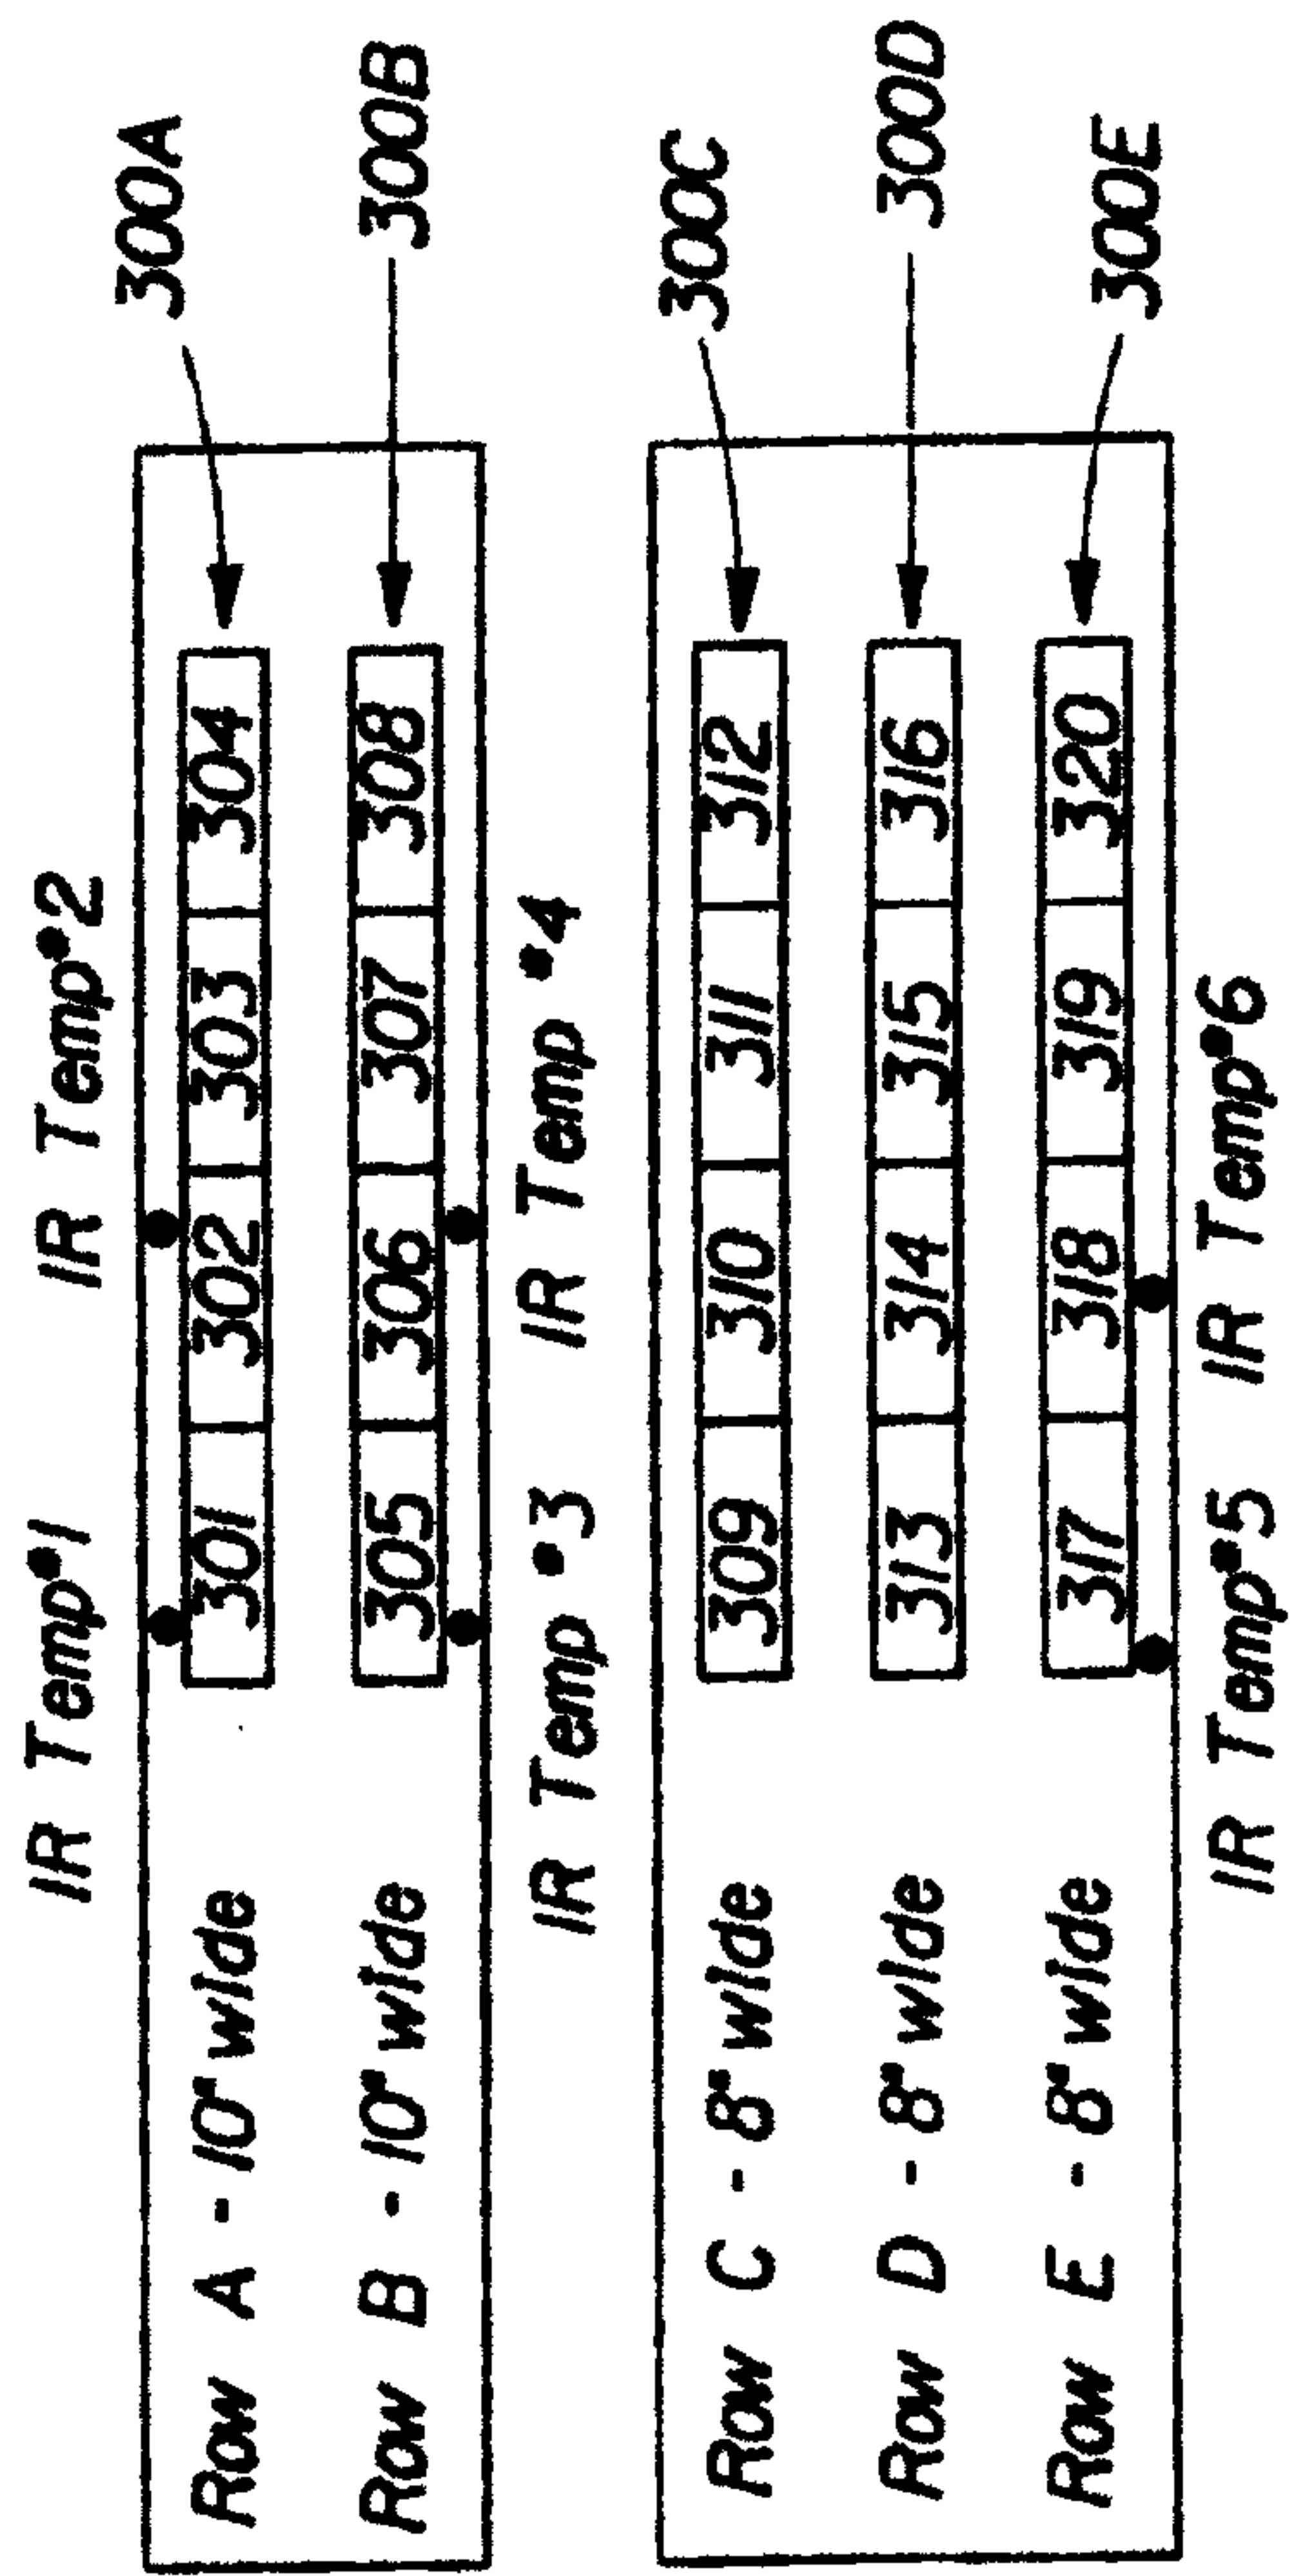 IR Temp•1 IR Temp•2
Row A - 10" wide 301 302 303 304 300A
Row B - 10" wide 305 306 307 308 300B
IR Temp •3 IR Temp •4
Row C - 8" wide 309 310 311 312 300C
Row D - 8" wide 313 314 315 316 300D
Row E - 8" wide 317 318 319 320 300E
IR Temp•5 IR Temp•6